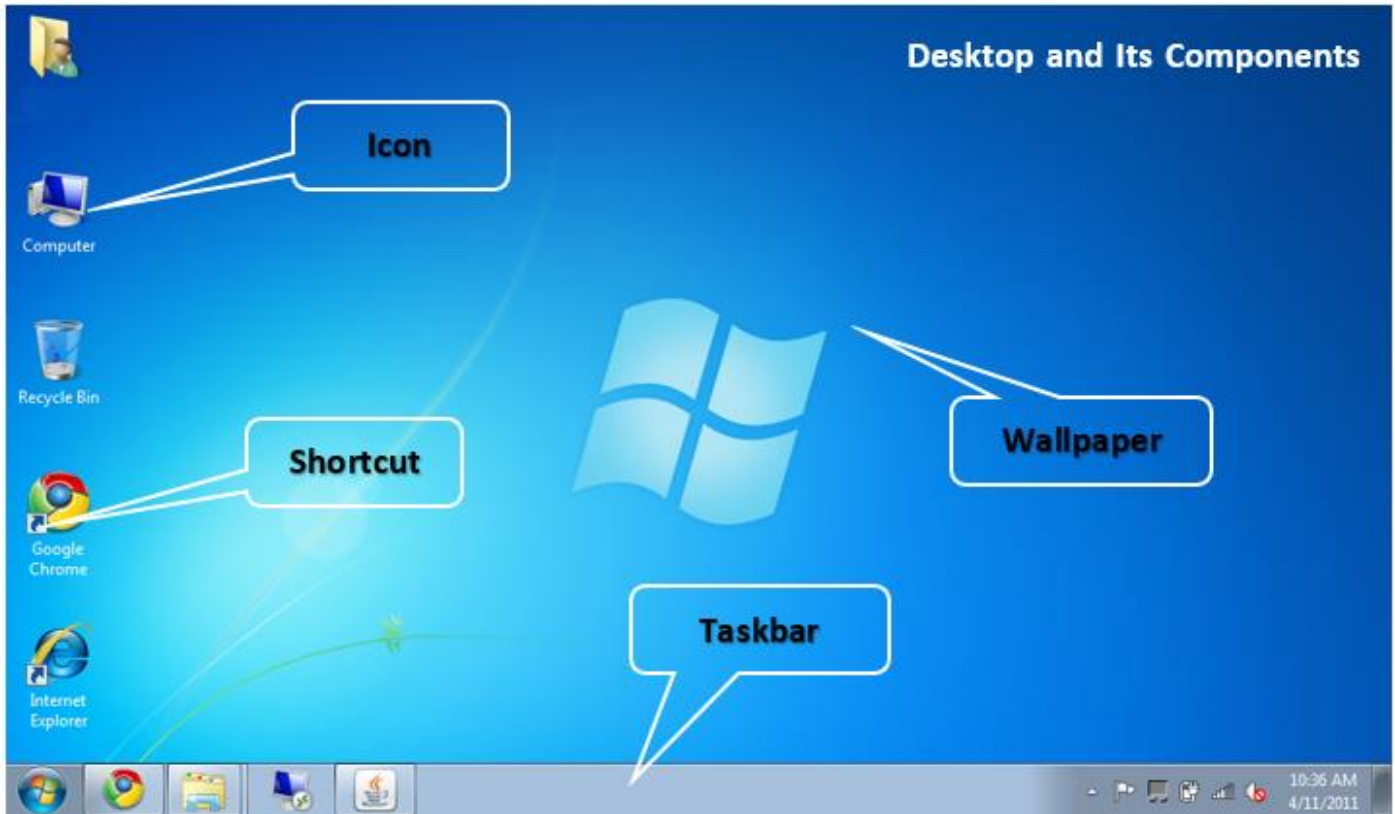 Desktop and Its Components
Icon
Computer
Recycle Bin
Shortcut
Wallpaper
Google
Chrome
Taskbar
Internet
Explorer
10:36 AM
4/11/2011